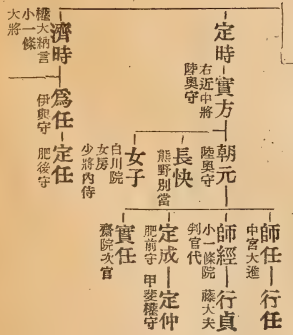 定時
右近中將
陸奧守
實方
朝元
陸奧守
長快
熊野別當
女子
白川院
女房
少將內侍
師任
中宮大進
行任
師經
小一條院
判官代
行貞
藤大夫
定成
肥前守
定仲
甲斐權守
實任
齋院次官
濟時
權大納言
小一條
大將
爲任
伊豫守
定任
肥後守